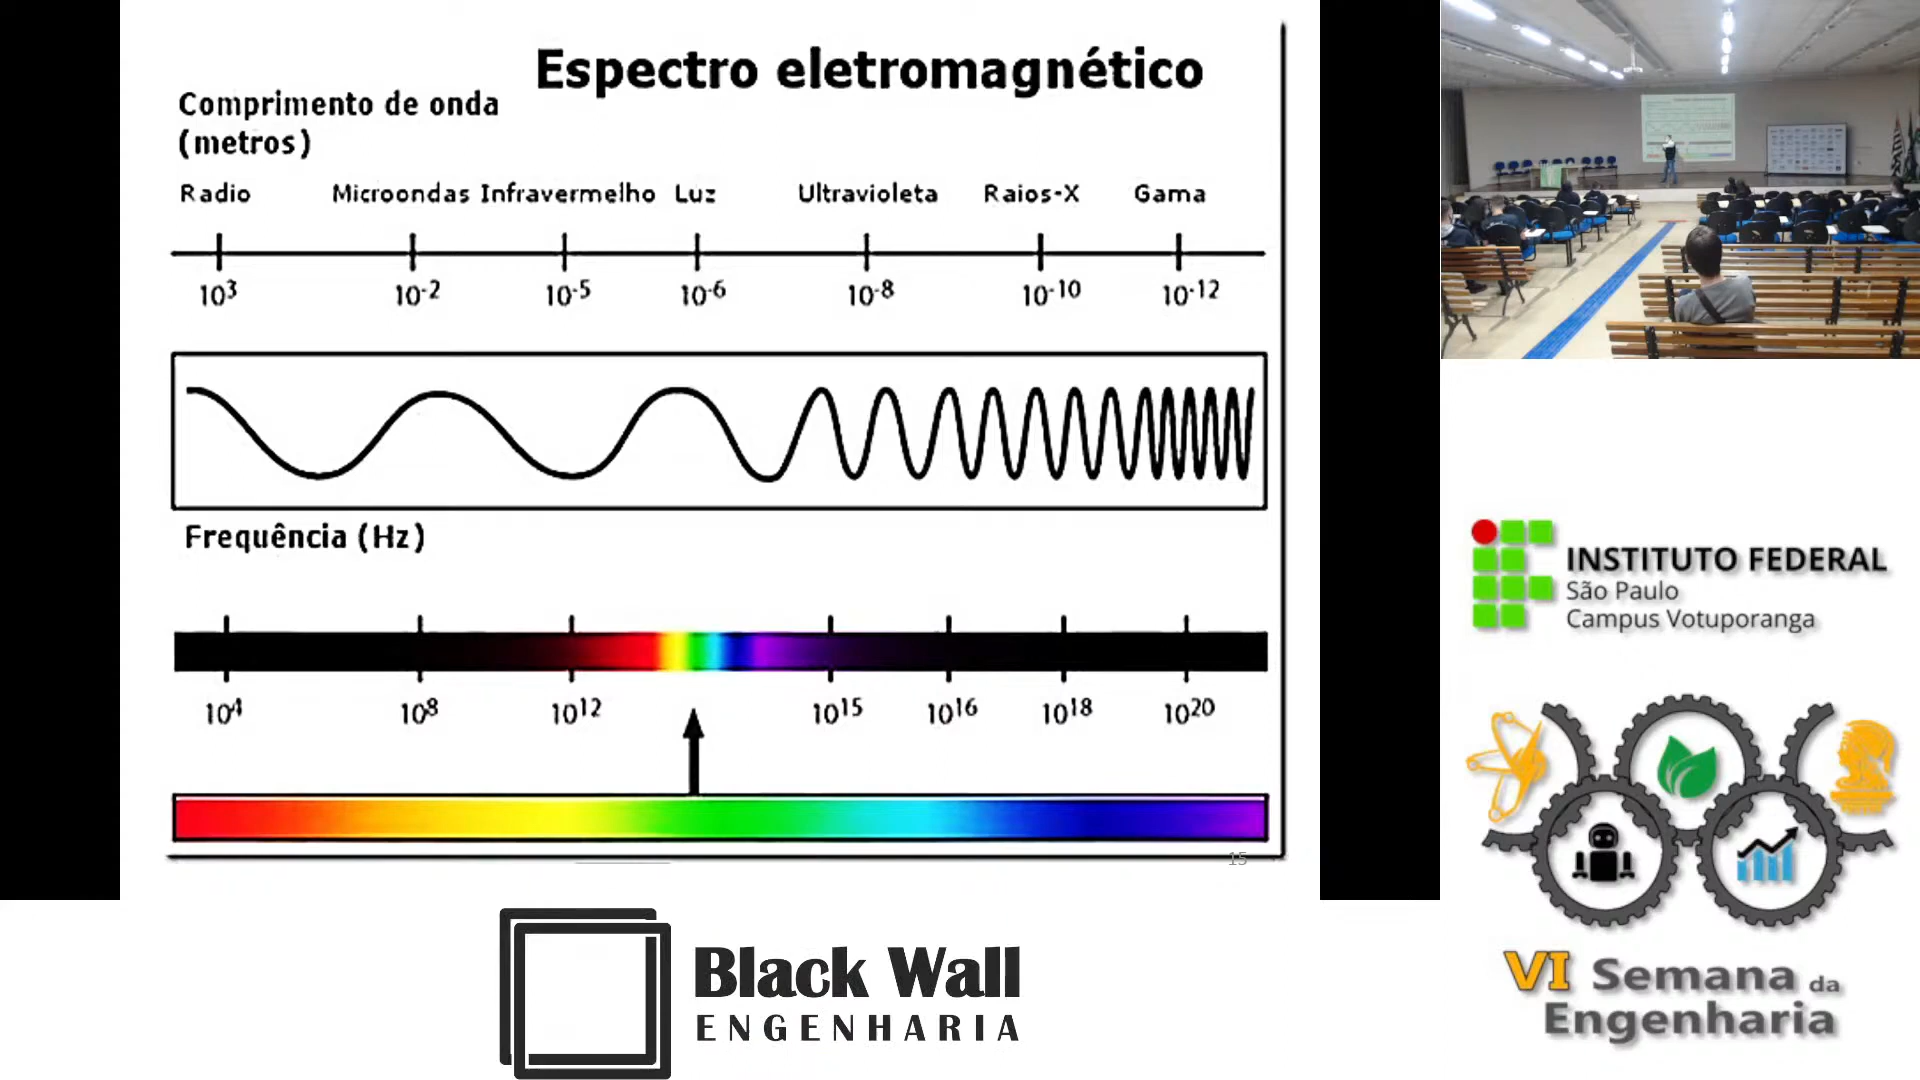 Espectro eletromagnético
Comprimento de onda
(metros)
Radio Microondas Infravermelho Luz Ultravioleta Raios-X Gama
10³ 10⁻² 10⁻⁵ 10⁻⁶ 10⁻⁸ 10⁻¹⁰ 10⁻¹²
Frequência (Hz)
10⁴ 10⁸ 10¹² 10¹⁵ 10¹⁶ 10¹⁸ 10²⁰
15
Black Wall
ENGENHARIA
INSTITUTO FEDERAL
São Paulo
Campus Votuporanga
VI Semana da
Engenharia